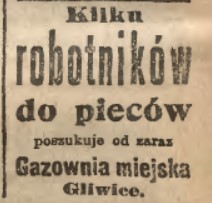 Kilku
robotników
do pieców
poszukuje od zaraz
Gazownia miejska
Gliwice.